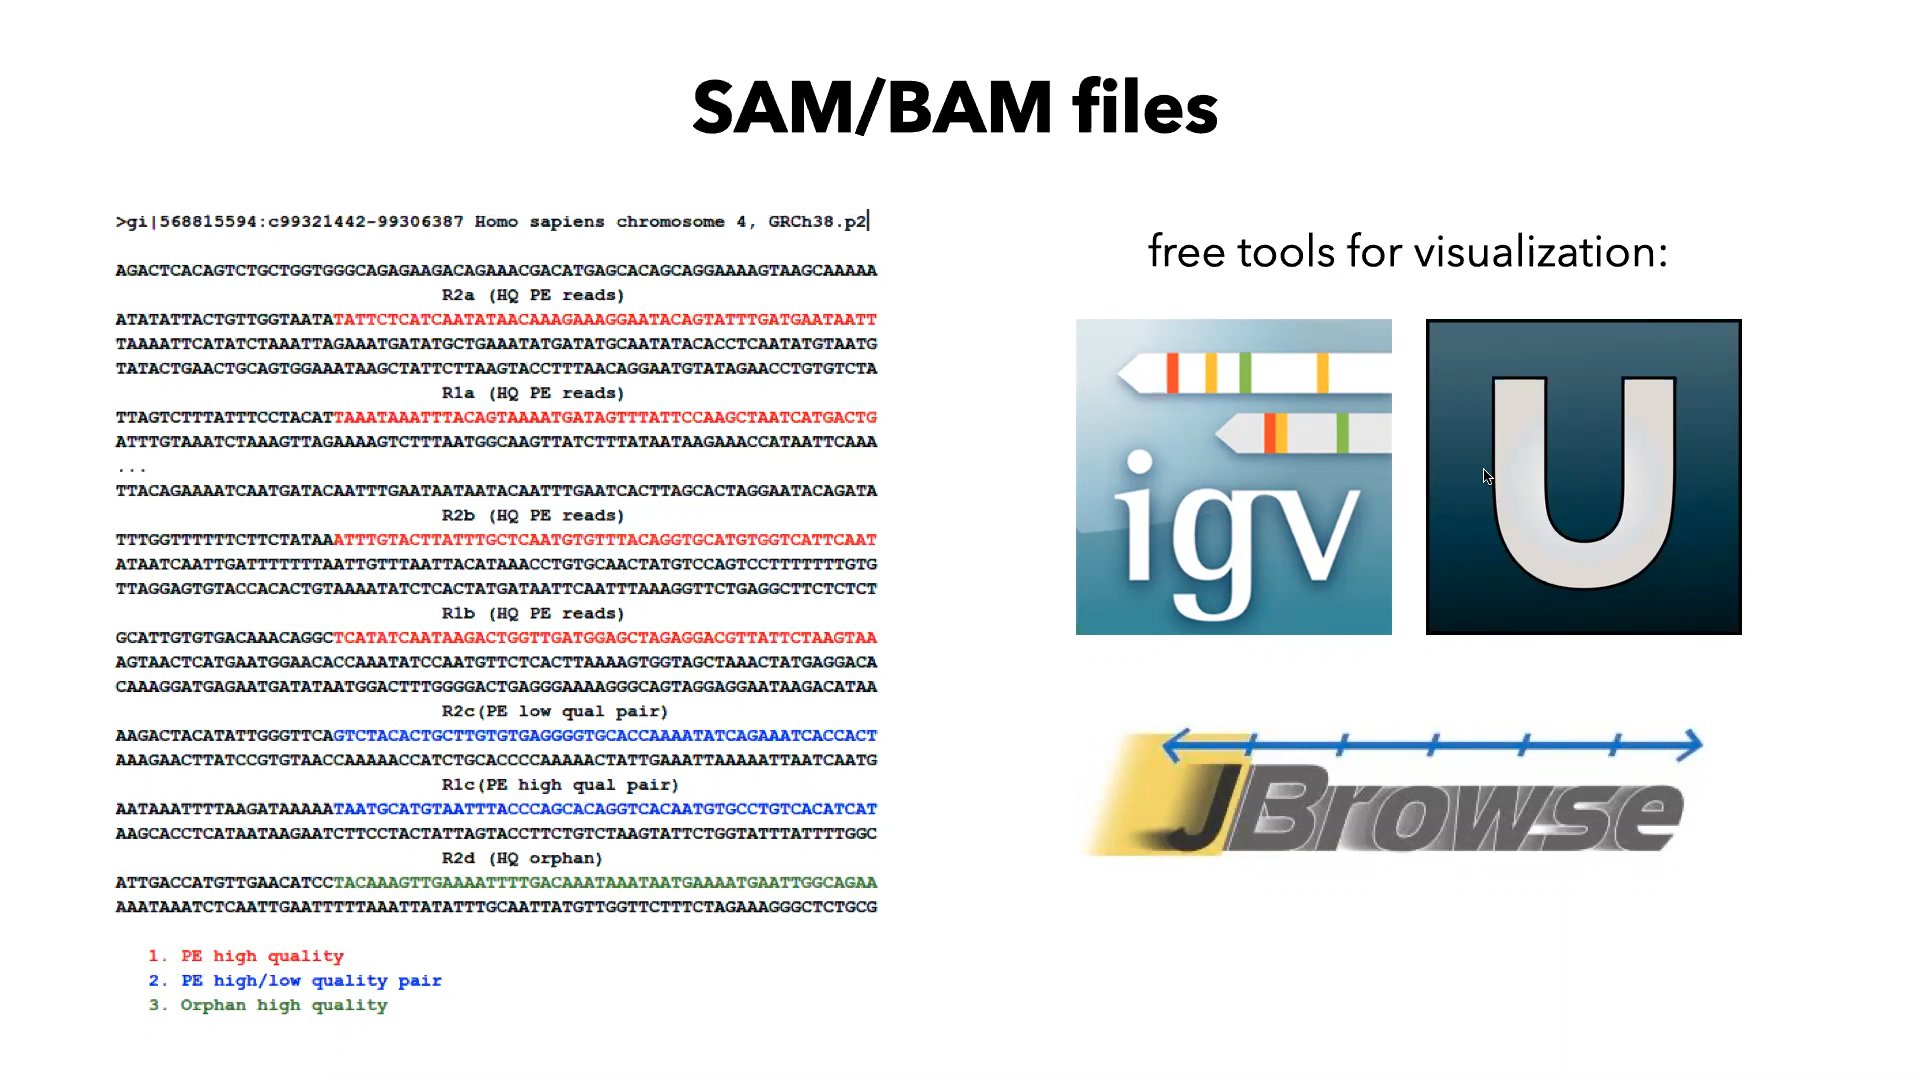 SAM/BAM files
>gi|568815594:c99321442-99306387 Homo sapiens chromosome 4, GRCh38.p2
AGACTCACAGTCTGCTGGTGGGCAGAGAAGACAGAAACGACATGAGCACAGCAGGAAAAGTAAGCAAAAA
R2a (HQ PE reads)
ATATATTACTGTTGGTAATATATTCTCATCAATATAACAAAGAAAGGAATACAGTATTTGATGAATAATT
TAAAATTCATATCTAAATTAGAAATGATATGCTGAAATATGATATGCAATATACACCTCAATATGTAATG
TATACTGAACTGCAGTGGAAATAAGCTATTCTTAAGTACCTTTAACAGGAATGTATAGAACCTGTGTCTA
R1a (HQ PE reads)
TTAGTCTTTATTTCCTACATTAAATAAATTTACAGTAAAATGATAGTTTATTCCAAGCTAATCATGACTG
ATTTGTAAATCTAAAGTTAGAAAAGTCTTTAATGGCAAGTTATCTTTATAATAAGAAACCATAATTCAAA
...
TTACAGAAAATCAATGATACAATTTGAATAATAATACAATTTGAATCACTTAGCACTAGGAATACAGATA
R2b (HQ PE reads)
TTTGGTTTTTTCTTCTATAAATTTGTACTTATTTGCTCAATGTGTTTACAGGTGCATGTGGTCATTCAAT
ATAATCAATTGATTTTTTTAATTGTTTAATTACATAAACCTGTGCAACTATGTCCAGTCCTTTTTTTGTG
TTAGGAGTGTACCACACTGTAAAATATCTCACTATGATAATTCAATTTAAAGGTTCTGAGGCTTCTCTCT
R1b (HQ PE reads)
GCATTGTGTGACAAACAGGCTCATATCAATAAGACTGGTTGATGGAGCTAGAGGACGTTATTCTAAGTAA
AGTAACTCATGAATGGAACACCAAATATCCAATGTTCTCACTTAAAAGTGGTAGCTAAACTATGAGGACA
CAAAGGATGAGAATGATATAATGGACTTTGGGGACTGAGGGAAAAGGGCAGTAGGAGGAATAAGACATAA
R2c(PE low qual pair)
AAGACTACATATTGGGTTCAGTCTACACTGCTTGTGTGAGGGGTGCACCAAAATATCAGAAATCACCACT
AAAGAACTTATCCGTGTAACCAAAAACCATCTGCACCCCAAAAACTATTGAAATTAAAAATTAATCAATG
R1c(PE high qual pair)
AATAAATTTTAAGATAAAAATAATGCATGTAATTTACCCAGCACAGGTCACAATGTGCCTGTCACATCAT
AAGCACCTCATAATAAGAATCTTCCTACTATTAGTACCTTCTGTCTAAGTATTCTGGTATTTATTTTGGC
R2d (HQ orphan)
ATTGACCATGTTGAACATCCTACAAAGTTGAAAATTTTGACAAATAAATAATGAAAATGAATTGGCAGAA
AAATAAATCTCAATTGAATTTTTAAATTATATTTGCAATTATGTTGGTTCTTTCTAGAAAGGGCTCTGCG
1. PE high quality
2. PE high/low quality pair
3. Orphan high quality
free tools for visualization:
igv
U
JBrowse